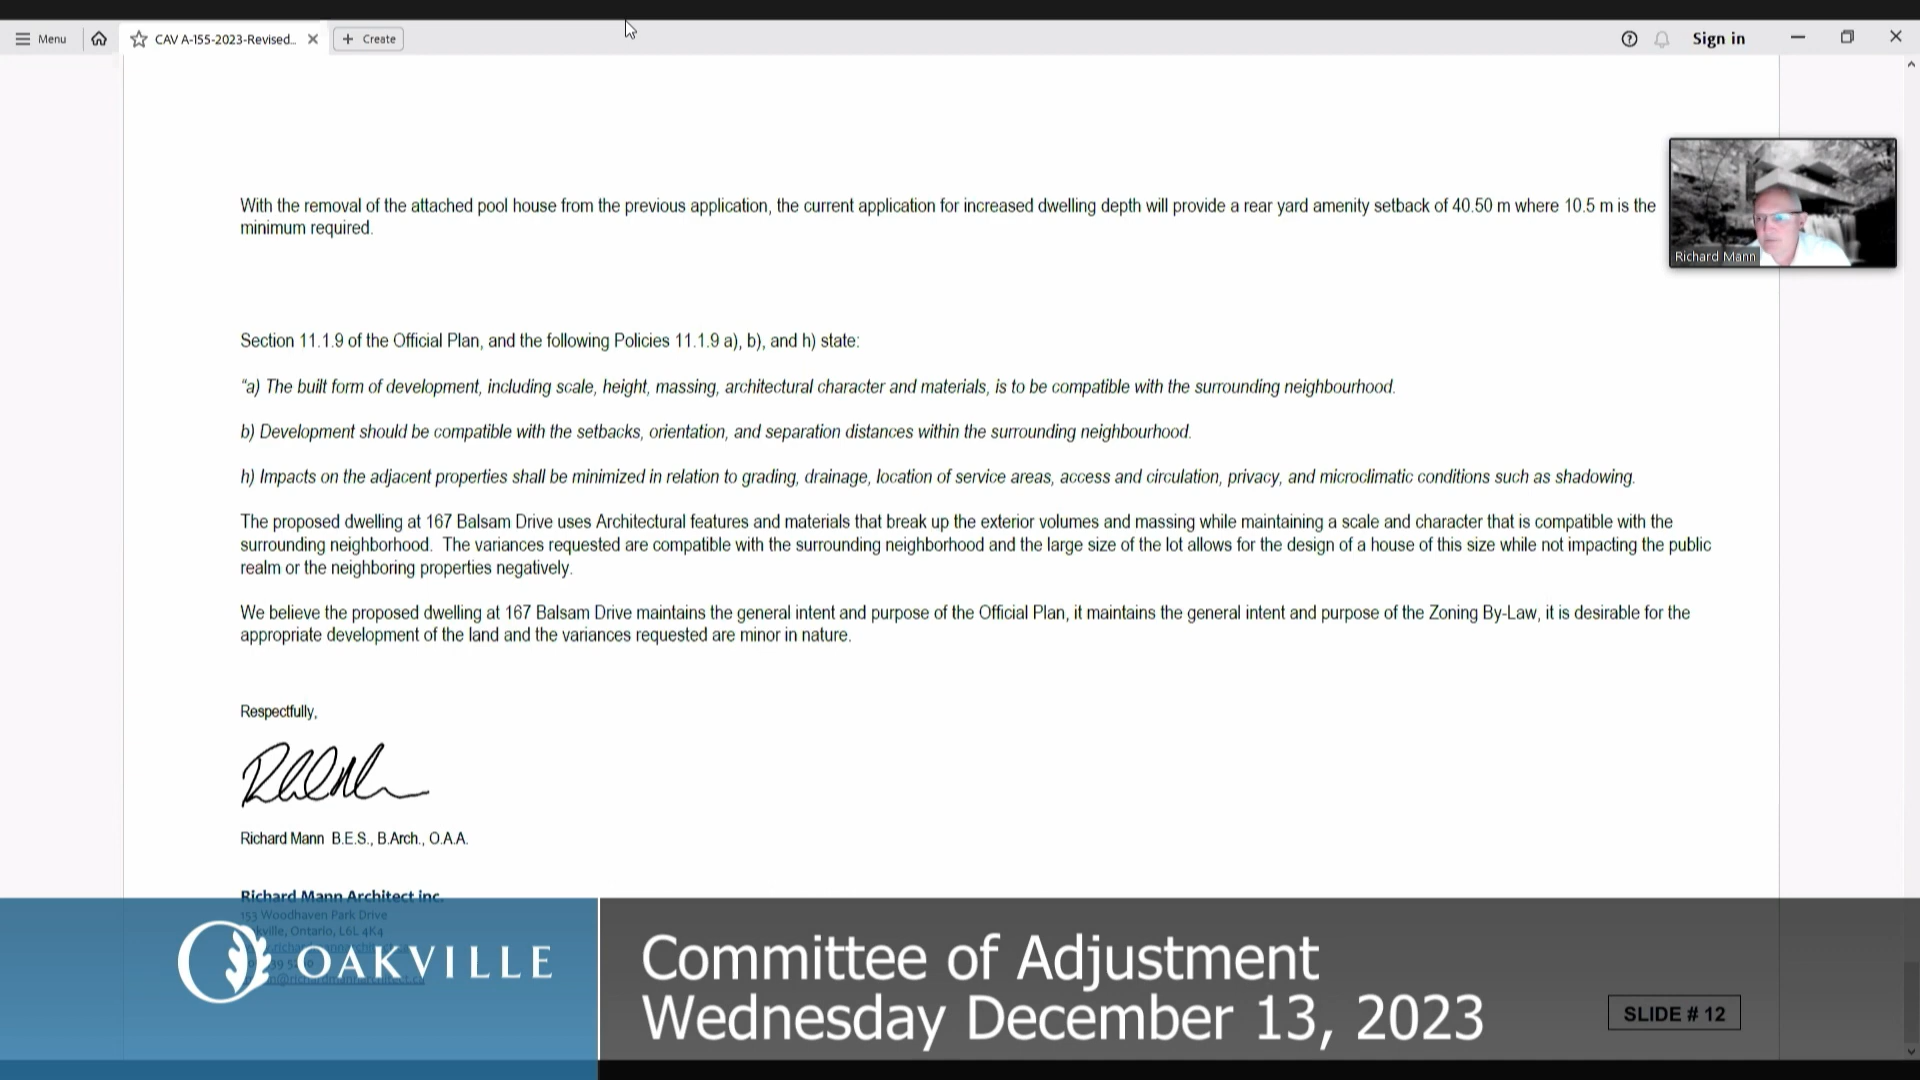 Menu
CAV A-155-2023-Revised...
+ Create
Sign in
With the removal of the attached pool house from the previous application, the current application for increased dwelling depth will provide a rear yard amenity setback of 40.50 m where 10.5 m is the
minimum required.
Richard Mann
Section 11.1.9 of the Official Plan, and the following Policies 11.1.9 a), b), and h) state:
“a) The built form of development, including scale, height, massing, architectural character and materials, is to be compatible with the surrounding neighbourhood.
b) Development should be compatible with the setbacks, orientation, and separation distances within the surrounding neighbourhood.
h) Impacts on the adjacent properties shall be minimized in relation to grading, drainage, location of service areas, access and circulation, privacy, and microclimatic conditions such as shadowing.
The proposed dwelling at 167 Balsam Drive uses Architectural features and materials that break up the exterior volumes and massing while maintaining a scale and character that is compatible with the
surrounding neighborhood. The variances requested are compatible with the surrounding neighborhood and the large size of the lot allows for the design of a house of this size while not impacting the public
realm or the neighboring properties negatively.
We believe the proposed dwelling at 167 Balsam Drive maintains the general intent and purpose of the Official Plan, it maintains the general intent and purpose of the Zoning By-Law, it is desirable for the
appropriate development of the land and the variances requested are minor in nature.
Respectfully,
Richard Mann B.E.S., B.Arch., O.A.A.
Richard Mann Architect inc.
153 Woodhaven Park Drive
Ontario, L6L 4K4
OAKVILLE
Committee of Adjustment
Wednesday December 13, 2023
SLIDE # 12